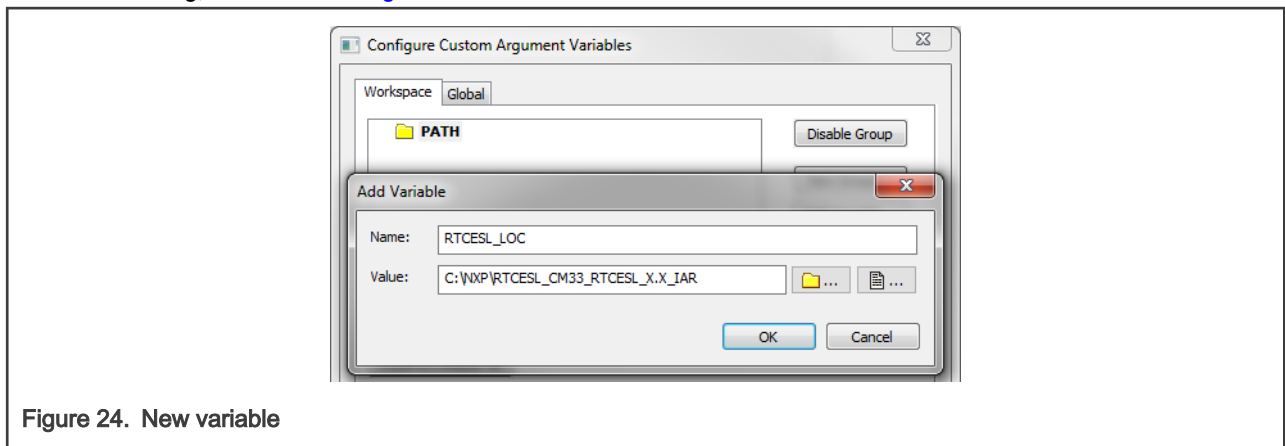 Configure Custom Argument Variables
Workspace Global
PATH
Disable Group
Add Variable
Name: RTCESL_LOC
Value: C:\NXP\RTCESL_CM33_RTCESL_X.X_IAR
... ...
OK Cancel
Figure 24. New variable